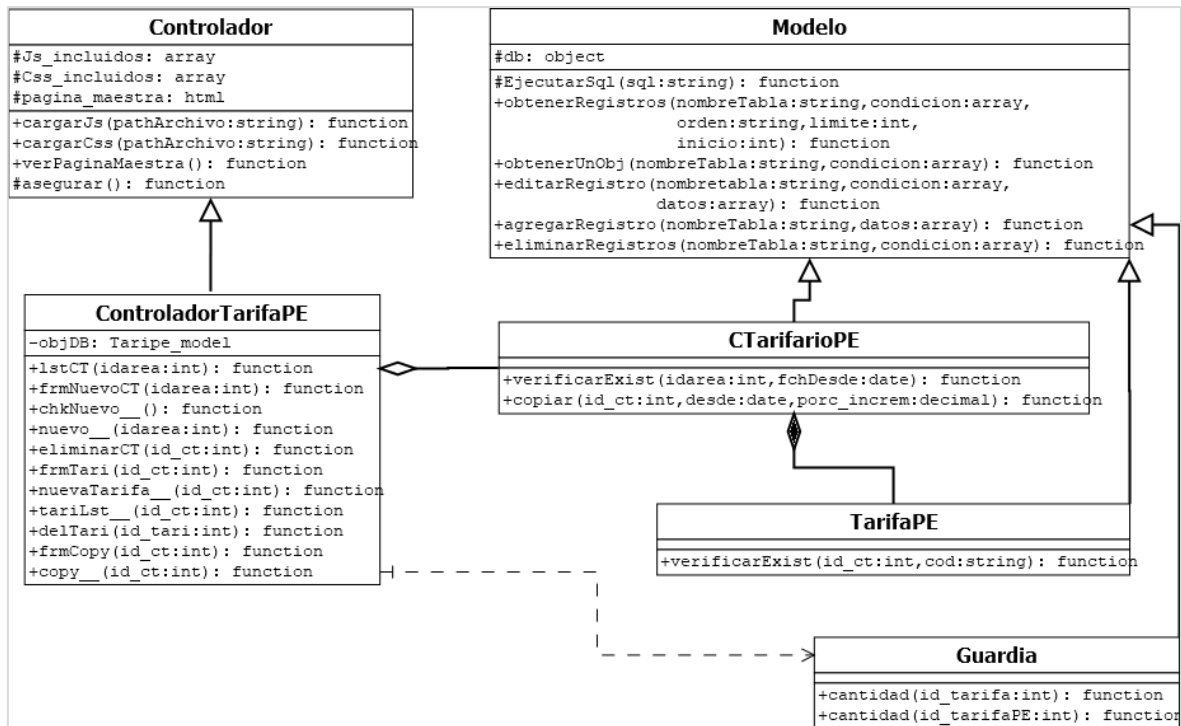 Controlador
#Js_incluidos: array
#Css_incluidos: array
#pagina_maestra: html
+cargarJs(pathArchivo:string): function
+cargarCss(pathArchivo:string): function
+verPaginaMaestra(): function
#asegurar(): function
Modelo
#db: object
#EjecutarSql(sql:string): function
+obtenerRegistros(nombreTabla:string,condicion:array,
orden:string,limite:int,
inicio:int): function
+obtenerUnObj(nombreTabla:string,condicion:array): function
+editarRegistro(nombretabla:string,condicion:array,
datos:array): function
+agregarRegistro(nombreTabla:string,datos:array): function
+eliminarRegistros(nombreTabla:string,condicion:array): function
ControladorTarifaPE
-objDB: Taripe_model
+lstCT(idarea:int): function
+frmNuevoCT(idarea:int): function
+chkNuevo__(): function
+nuevo__(idarea:int): function
+eliminarCT(id_ct:int): function
+frmTari(id_ct:int): function
+nuevaTarifa__(id_ct:int): function
+tariLst__(id_ct:int): function
+delTari(id_tari:int): function
+frmCopy(id_ct:int): function
+copy__(id_ct:int): function
CTarifarioPE
+verificarExist(idarea:int,fchDesde:date): function
+copiar(id_ct:int,desde:date,porc_increm:decimal): function
TarifaPE
+verificarExist(id_ct:int,cod:string): function
Guardia
+cantidad(id_tarifa:int): function
+cantidad(id_tarifaPE:int): function